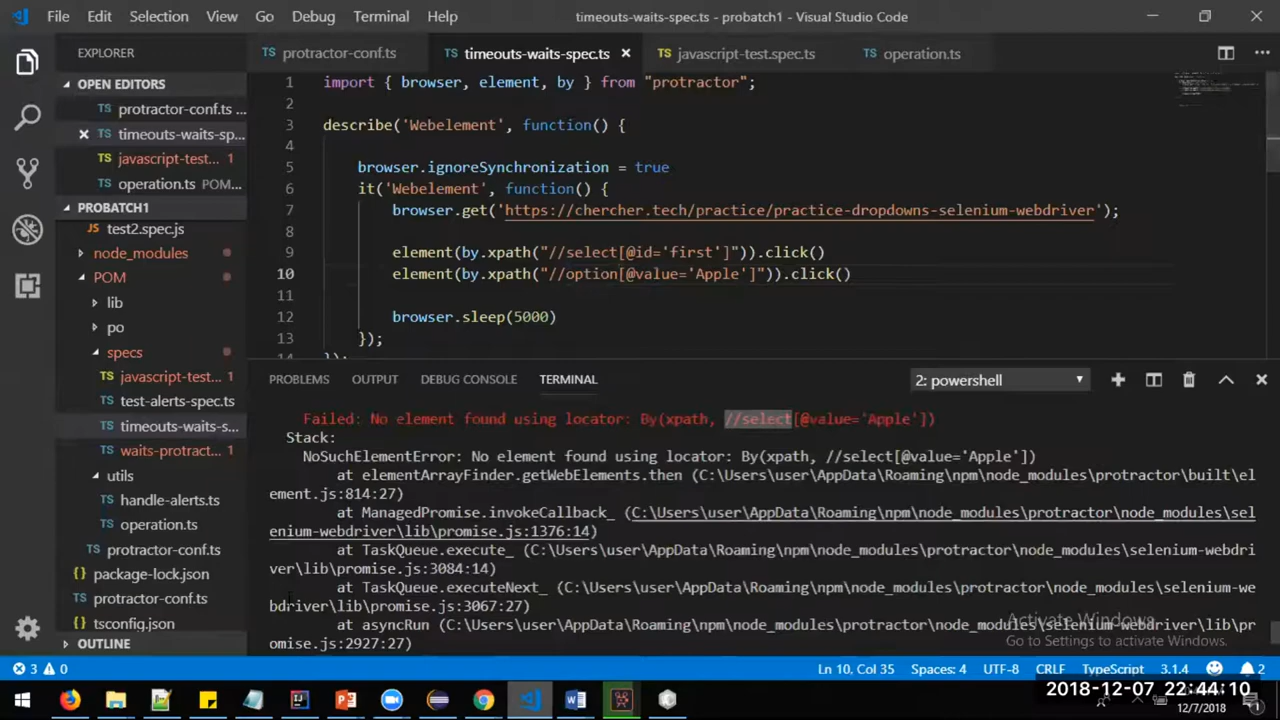 File Edit Selection View Go Debug Terminal Help timeouts-waits-spec.ts - probatch1 - Visual Studio Code
EXPLORER
TS protractor-conf.ts TS timeouts-waits-spec.ts TS javascript-test.spec.ts TS operation.ts
OPEN EDITORS
TS protractor-conf.ts ...
TS timeouts-waits-sp...
TS javascript-test... 1
TS operation.ts POM...
PROBATCH1
TS test2.spec.js
node_modules
POM
lib
po
specs
TS javascript-test... 1
TS test-alerts-spec.ts
TS timeouts-waits-s...
TS waits-protract... 1
utils
TS handle-alerts.ts
TS operation.ts
TS protractor-conf.ts
{} package-lock.json
TS protractor-conf.ts
{} tsconfig.json
OUTLINE
1 import { browser, element, by } from "protractor";
2
3 describe('Webelement', function() {
4
5 browser.ignoreSynchronization = true
6 it('Webelement', function() {
7 browser.get('https://chercher.tech/practice/practice-dropdowns-selenium-webdriver');
8
9 element(by.xpath("//select[@id='first']")).click()
10 element(by.xpath("//option[@value='Apple']")).click()
11
12 browser.sleep(5000)
13 });
14 });
PROBLEMS OUTPUT DEBUG CONSOLE TERMINAL 2: powershell
Failed: No element found using locator: By(xpath, //select[@value='Apple'])
Stack:
NoSuchElementError: No element found using locator: By(xpath, //select[@value='Apple'])
at elementArrayFinder.getWebElements.then (C:\Users\user\AppData\Roaming\npm\node_modules\protractor\built\el
ement.js:814:27)
at ManagedPromise.invokeCallback_ (C:\Users\user\AppData\Roaming\npm\node_modules\protractor\node_modules\sel
enium-webdriver\lib\promise.js:1376:14)
at TaskQueue.execute_ (C:\Users\user\AppData\Roaming\npm\node_modules\protractor\node_modules\selenium-webdri
ver\lib\promise.js:3084:14)
at TaskQueue.executeNext_ (C:\Users\user\AppData\Roaming\npm\node_modules\protractor\node_modules\selenium-we
bdriver\lib\promise.js:3067:27)
at asyncRun (C:\Users\user\AppData\Roaming\npm\node_modules\protractor\node_modules\selenium-webdriver\lib\pr
omise.js:2927:27)
Activate Windows
Go to Settings to activate Windows.
3 0 Ln 10, Col 35 Spaces: 4 UTF-8 CRLF TypeScript 3.1.4 2
2018-12-07 22:44:10
12/7/2018 1